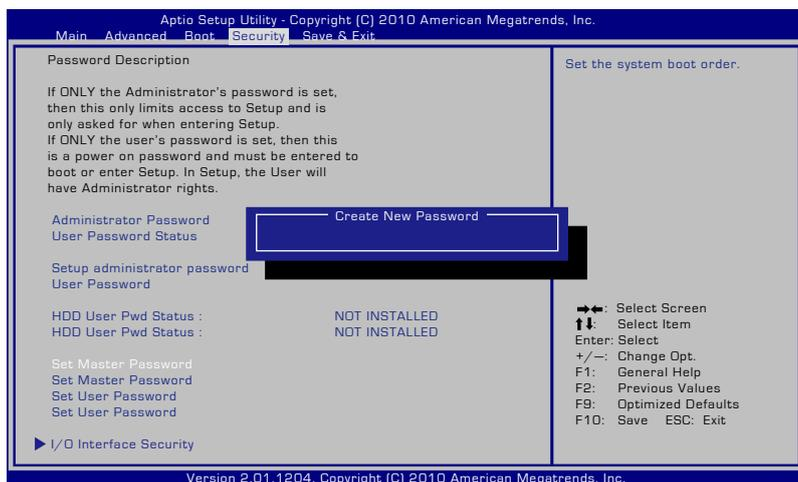 Aptio Setup Utility - Copyright (C) 2010 American Megatrends, Inc.
Main Advanced Boot Security Save & Exit
Password Description
If ONLY the Administrator's password is set,
then this only limits access to Setup and is
only asked for when entering Setup.
If ONLY the user's password is set, then this
is a power on password and must be entered to
boot or enter Setup. In Setup, the User will
have Administrator rights.
Administrator Password
User Password Status
Create New Password
Setup administrator password
User Password
HDD User Pwd Status : NOT INSTALLED
HDD User Pwd Status : NOT INSTALLED
Set Master Password
Set Master Password
Set User Password
Set User Password
I/O Interface Security
Set the system boot order.
→←: Select Screen
↑↓: Select Item
Enter: Select
+/—: Change Opt.
F1: General Help
F2: Previous Values
F9: Optimized Defaults
F10: Save ESC: Exit
Version 2.01.1204. Copyright (C) 2010 American Megatrends, Inc.